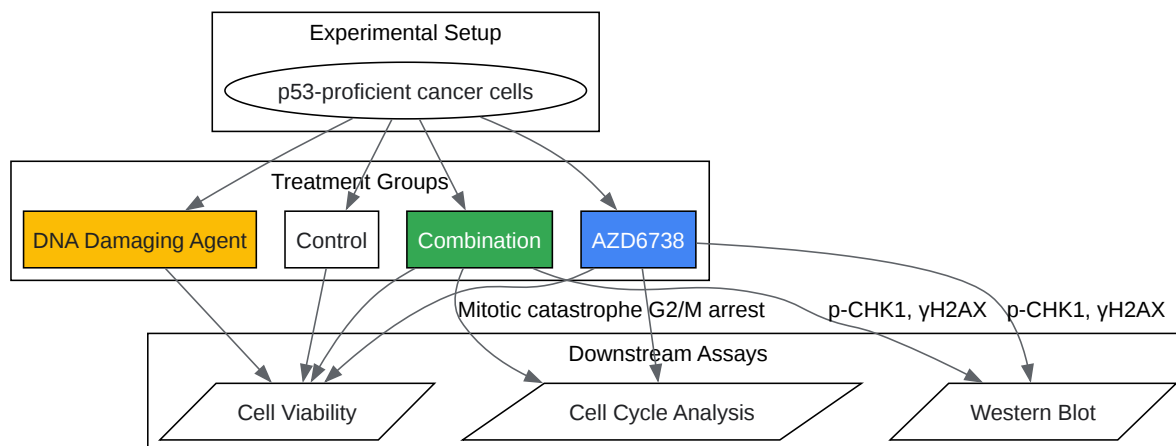 Experimental Setup
p53-proficient cancer cells
Treatment Groups
DNA Damaging Agent
Control
Combination
AZD6738
Mitotic catastrophe
G2/M arrest
p-CHK1, γH2AX
p-CHK1, γH2AX
Downstream Assays
Cell Viability
Cell Cycle Analysis
Western Blot